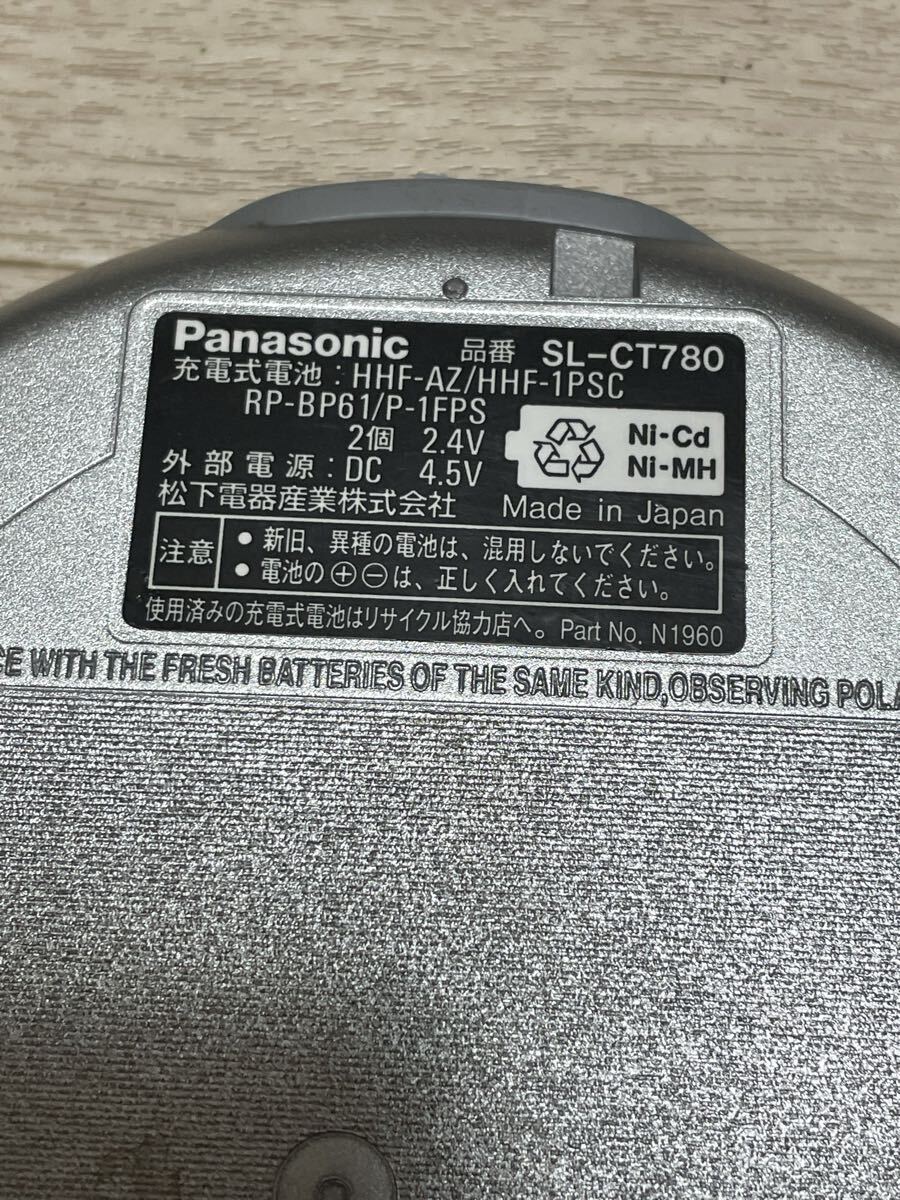 Panasonic 品番 SL-CT780
充電式電池 : HHF-AZ/HHF-1PSC
RP-BP61/P-1FPS
2個 2.4V
外部電源 : DC 4.5V
Ni-Cd
Ni-MH
松下電器産業株式会社 Made in Japan
注意
• 新旧、異種の電池は、混用しないでください。
• 電池の⊕⊖は、正しく入れてください。
使用済みの充電式電池はリサイクル協力店へ。 Part No. N1960
WITH THE FRESH BATTERIES OF THE SAME KIND,OBSERVING